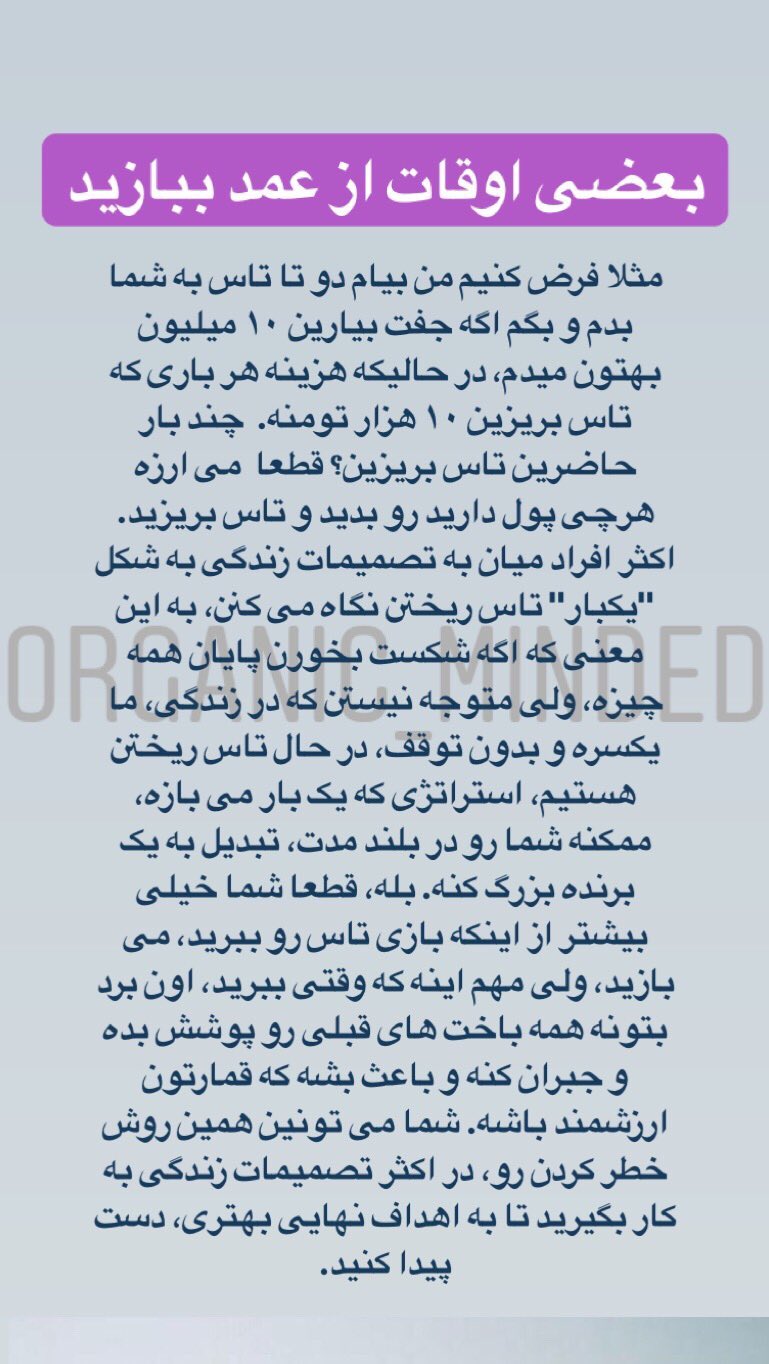 بعضی اوقات از عمد ببازید
مثلا فرض کنیم من بیام دو تا تاس به شما
بدم و بگم اگه جفت بیارین ۱۰ میلیون
بهتون میدم، در حالیکه هزینه هر باری که
تاس بریزین ۱۰ هزار تومنه. چند بار
حاضرین تاس بریزین؟ قطعا می ارزه
هرچی پول دارید رو بدید و تاس بریزید.
اکثر افراد میان به تصمیمات زندگی به شکل
"یکبار" تاس ریختن نگاه می کنن، به این
معنی که اگه شکست بخورن پایان همه
چیزه، ولی متوجه نیستن که در زندگی، ما
یکسره و بدون توقف، در حال تاس ریختن
هستیم، استراتژی که یک بار می بازه،
ممکنه شما رو در بلند مدت، تبدیل به یک
برنده بزرگ کنه. بله، قطعا شما خیلی
بیشتر از اینکه بازی تاس رو ببرید، می
بازید، ولی مهم اینه که وقتی ببرید، اون برد
بتونه همه باخت های قبلی رو پوشش بده
و جبران کنه و باعث بشه که قمارتون
ارزشمند باشه. شما می تونین همین روش
خطر کردن رو، در اکثر تصمیمات زندگی به
کار بگیرید تا به اهداف نهایی بهتری، دست
پیدا کنید.
ORGANIC_MINDED